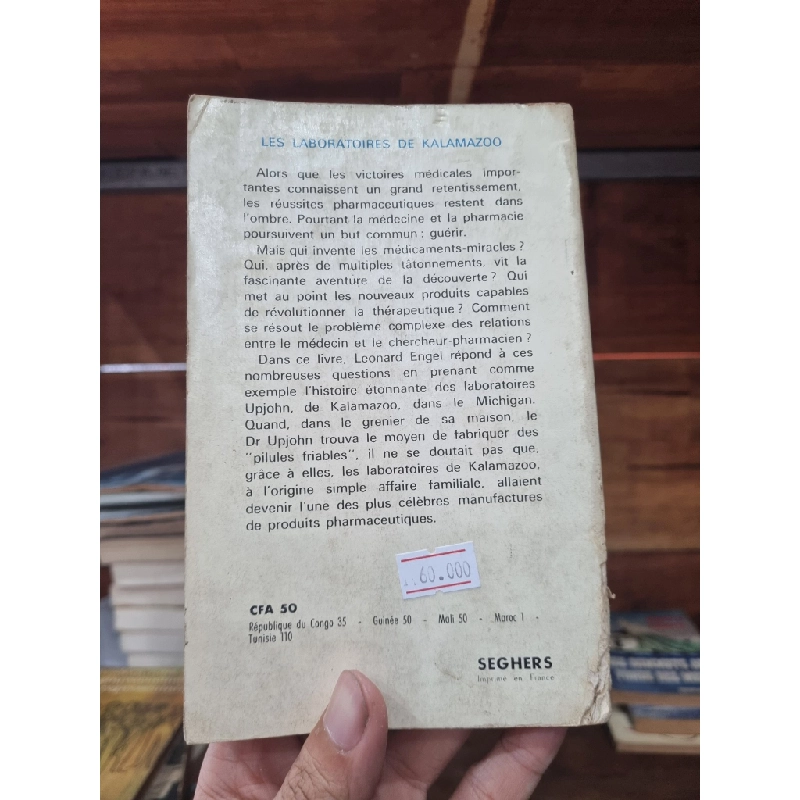 LES LABORATOIRES DE KALAMAZOO
Alors que les victoires médicales impor-
tantes connaissent un grand retentissement,
les réussites pharmaceutiques restent dans
l'ombre. Pourtant la médecine et la pharmacie
poursuivent un but commun : guérir.
Mais qui invente les médicaments-miracles ?
Qui, après de multiples tâtonnements, vit la
fascinante aventure de la découverte ? Qui
met au point les nouveaux produits capables
de révolutionner la thérapeutique ? Comment
se résout le problème complexe des relations
entre le médecin et le chercheur-pharmacien ?
Dans ce livre, Leonard Engel répond à ces
nombreuses questions en prenant comme
exemple l'histoire étonnante des laboratoires
Upjohn, de Kalamazoo, dans le Michigan.
Quand, dans le grenier de sa maison, le
Dr Upjohn trouva le moyen de fabriquer des
"pilules friables", il ne se doutait pas que,
grâce à elles, les laboratoires de Kalamazoo,
à l'origine simple affaire familiale, allaient
devenir l'une des plus célèbres manufactures
de produits pharmaceutiques.
60.000
CFA 50
République du Congo 35 - Guinée 50 - Mali 50 - Maroc 1 -
Tunisie 110
SEGHERS
Imprimé en France